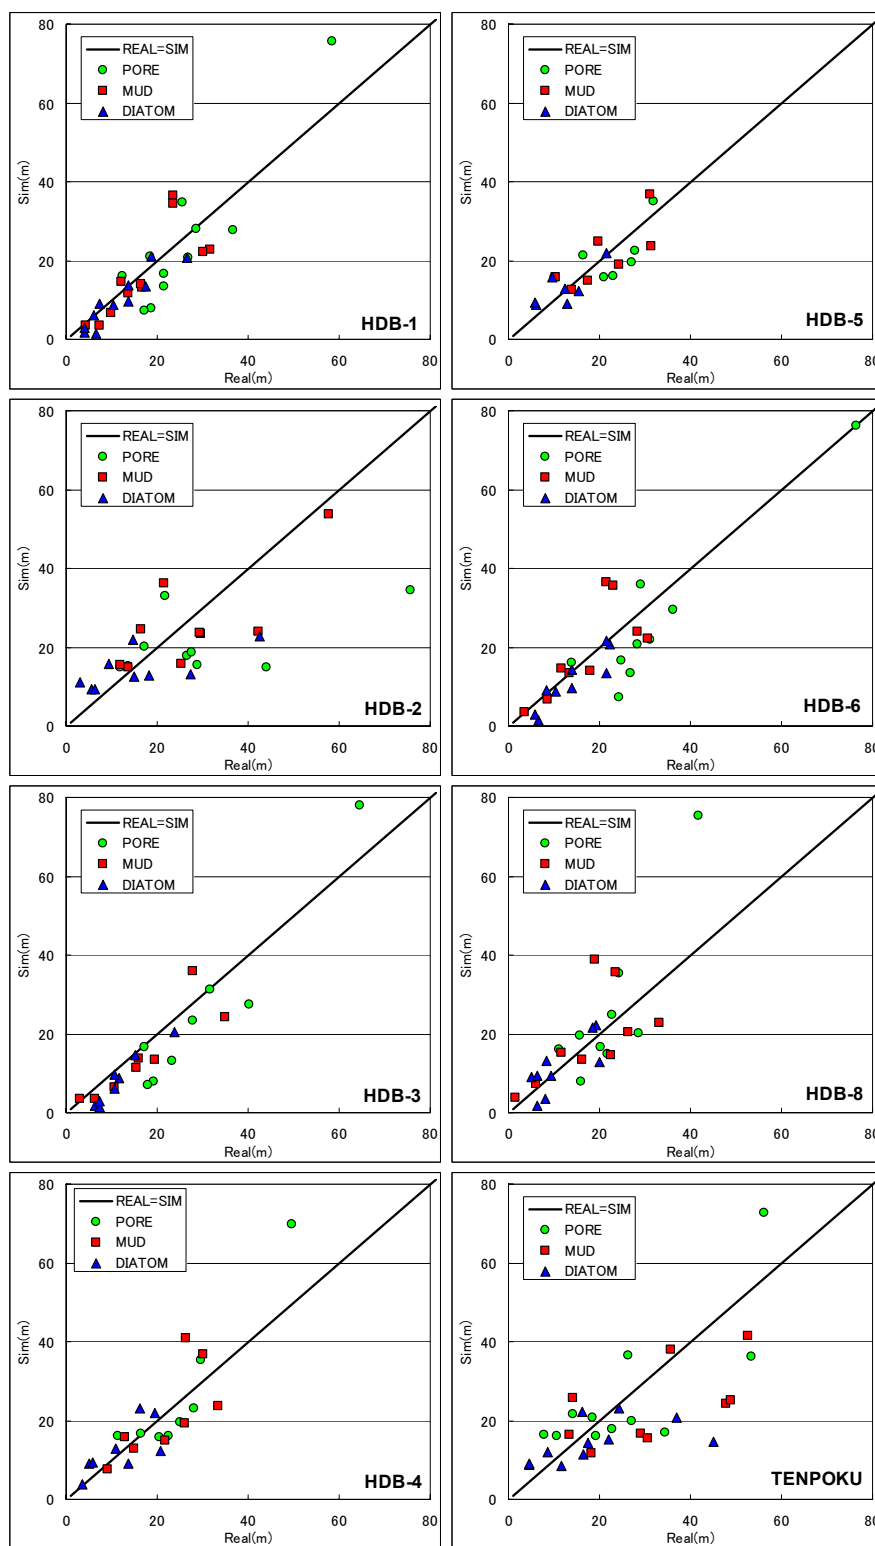 80
60
40
20
0
Sim(m)
REAL=SIM
PORE
MUD
DIATOM
HDB-1
0 20 40 60 80
Real(m)
80
60
40
20
0
Sim(m)
REAL=SIM
PORE
MUD
DIATOM
HDB-5
0 20 40 60 80
Real(m)
80
60
40
20
0
Sim(m)
REAL=SIM
PORE
MUD
DIATOM
HDB-2
0 20 40 60 80
Real(m)
80
60
40
20
0
Sim(m)
REAL=SIM
PORE
MUD
DIATOM
HDB-6
0 20 40 60 80
Real(m)
80
60
40
20
0
Sim(m)
REAL=SIM
PORE
MUD
DIATOM
HDB-3
0 20 40 60 80
Real(m)
80
60
40
20
0
Sim(m)
REAL=SIM
PORE
MUD
DIATOM
HDB-8
0 20 40 60 80
Real(m)
80
60
40
20
0
Sim(m)
REAL=SIM
PORE
MUD
DIATOM
HDB-4
0 20 40 60 80
Real(m)
80
60
40
20
0
Sim(m)
REAL=SIM
PORE
MUD
DIATOM
TENPOKU
0 20 40 60 80
Real(m)